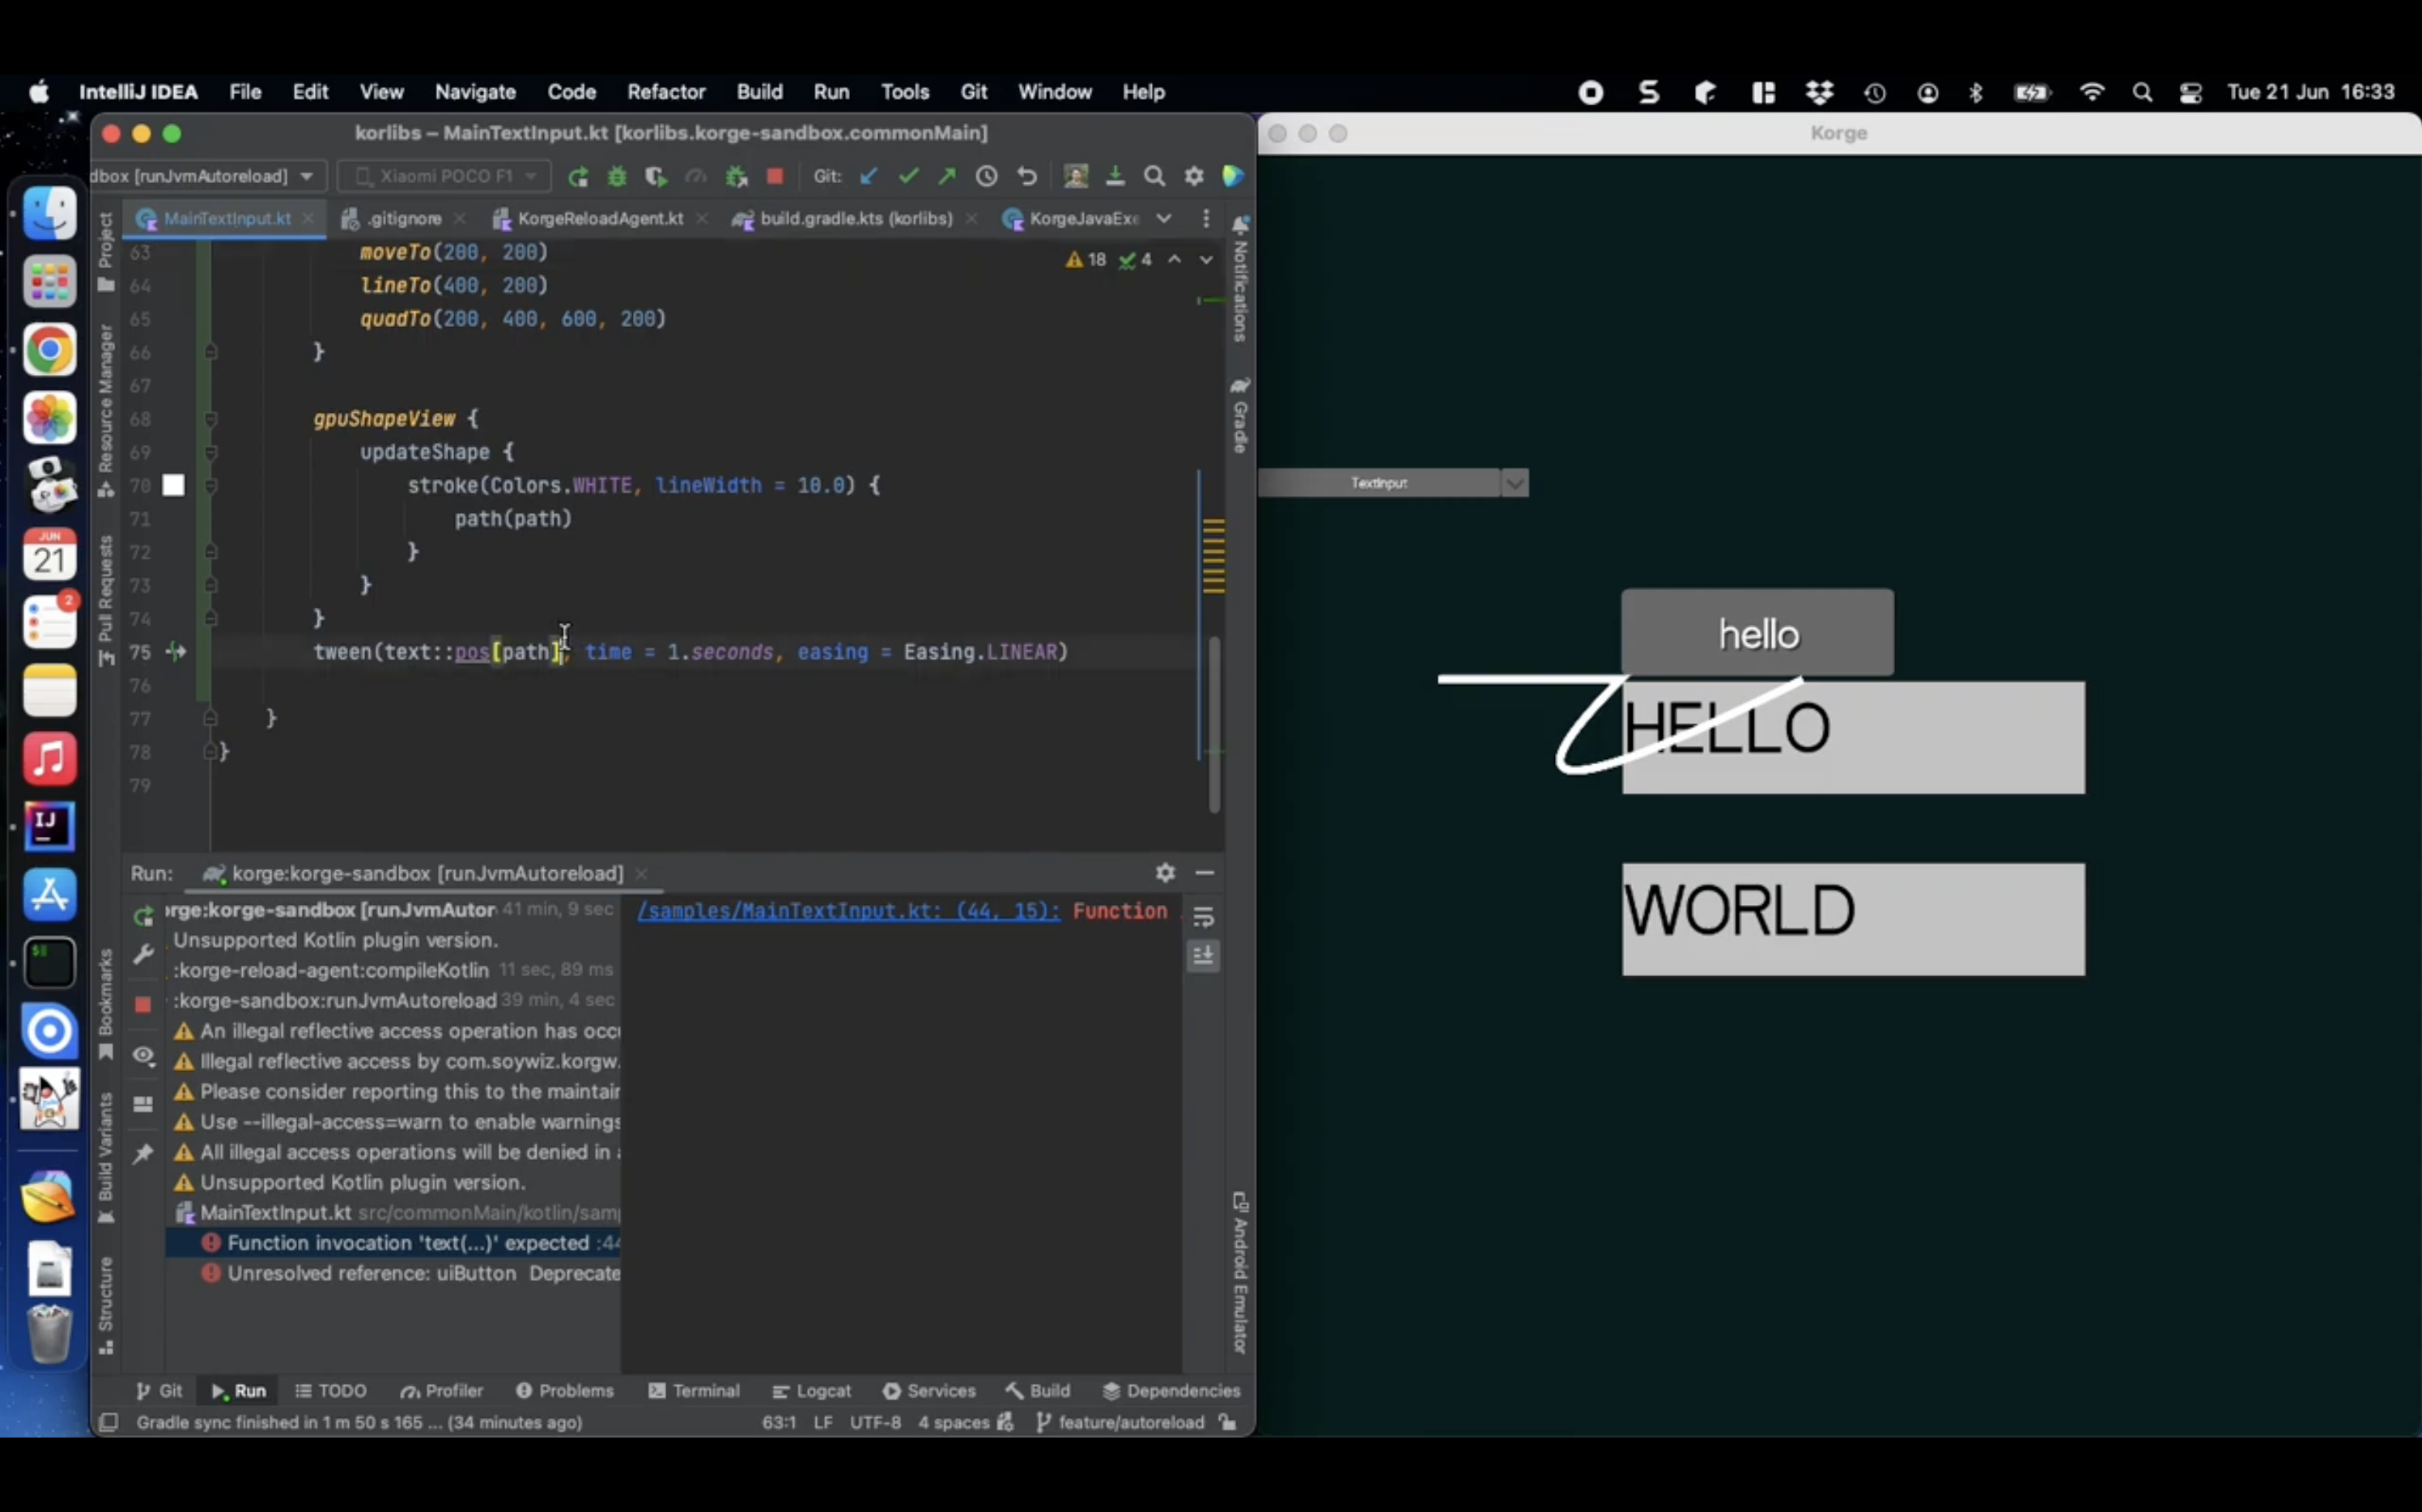 IntelliJ IDEA File Edit View Navigate Code Refactor Build Run Tools Git Window Help
Tue 21 Jun 16:33
korlibs – MainTextInput.kt [korlibs.korge-sandbox.commonMain]
Korge
dbox [runJvmAutoreload]
Xiaomi POCO F1
Git:
MainTextInput.kt
.gitignore
KorgeReloadAgent.kt
build.gradle.kts (korlibs)
KorgeJavaExe
Project
Resource Manager
Pull Requests
Bookmarks
Build Variants
Structure
Notifications
Gradle
Android Emulator
18 4
63 moveTo(200, 200)
64 lineTo(400, 200)
65 quadTo(200, 400, 600, 200)
66 }
67
68 gpuShapeView {
69 updateShape {
70 stroke(Colors.WHITE, lineWidth = 10.0) {
71 path(path)
72 }
73 }
74 }
75 tween(text::pos[path], time = 1.seconds, easing = Easing.LINEAR)
76
77 }
78 }
79
Run: korge:korge-sandbox [runJvmAutoreload]
orge:korge-sandbox [runJvmAutor 41 min, 9 sec
Unsupported Kotlin plugin version.
:korge-reload-agent:compileKotlin 11 sec, 89 ms
:korge-sandbox:runJvmAutoreload 39 min, 4 sec
An illegal reflective access operation has occu
Illegal reflective access by com.soywiz.korgw.
Please consider reporting this to the maintain
Use --illegal-access=warn to enable warnings
All illegal access operations will be denied in a
Unsupported Kotlin plugin version.
MainTextInput.kt src/commonMain/kotlin/sam
Function invocation 'text(...)' expected :44
Unresolved reference: uiButton Deprecate
/samples/MainTextInput.kt: (44, 15): Function
Git Run TODO Profiler Problems Terminal Logcat Services Build Dependencies
Gradle sync finished in 1 m 50 s 165 ... (34 minutes ago)
63:1 LF UTF-8 4 spaces feature/autoreload
JUN
21
2
IJ
TextInput
hello
HELLO
WORLD